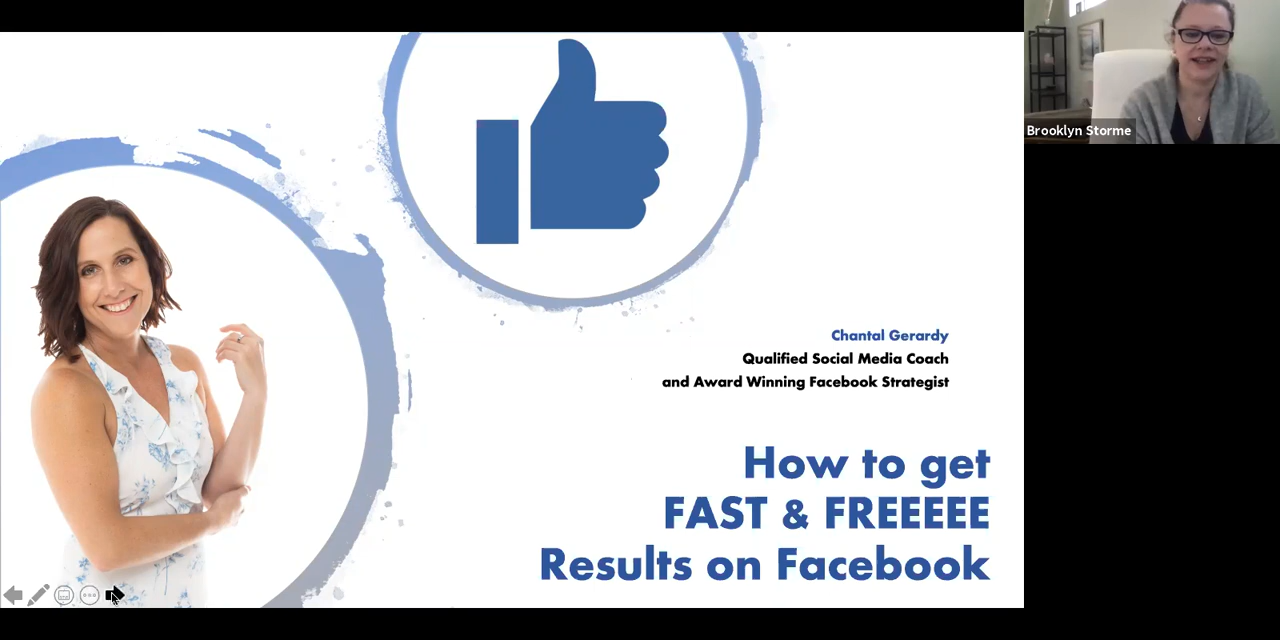 Brooklyn Storme
Chantal Gerardy
Qualified Social Media Coach
and Award Winning Facebook Strategist
How to get
FAST & FREEEEE
Results on Facebook